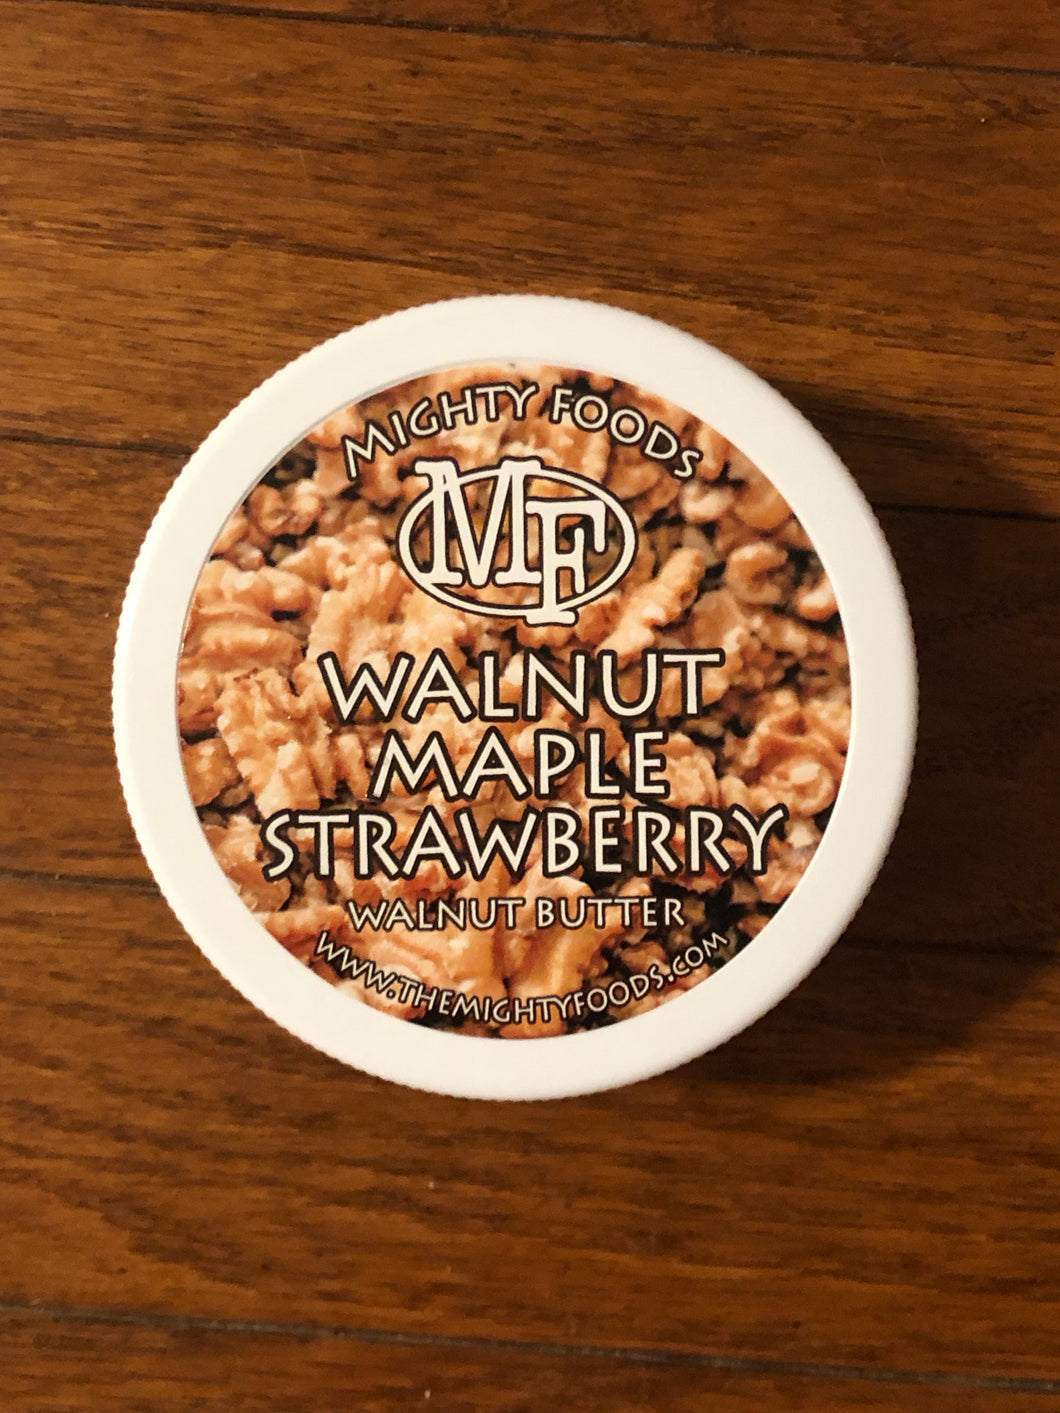 MIGHTY FOODS
MF
WALNUT
MAPLE
STRAWBERRY
WALNUT BUTTER
WWW.THEMIGHTYFOODS.COM